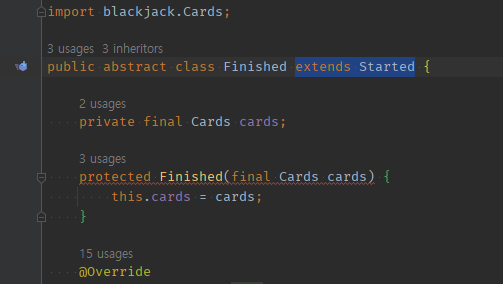 import blackjack.Cards;
3 usages 3 inheritors
public abstract class Finished extends Started {
2 usages
private final Cards cards;
3 usages
protected Finished(final Cards cards) {
this.cards = cards;
}
15 usages
@Override